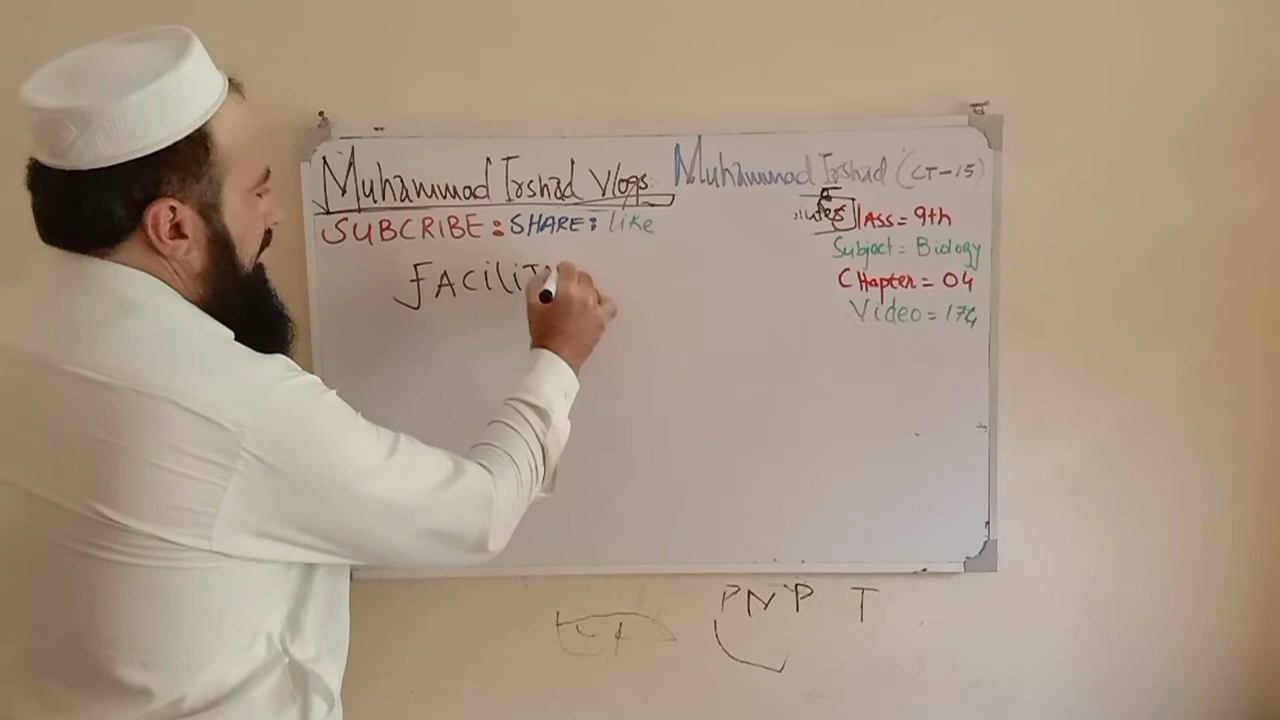 Muhammad Irshad Vlogs
SUBCRIBE: SHARE: like
FACiliT
Muhammad Irshad (CT-15)
ClAss = 9th
Subject = Biology
CHapter = 04
Video = 174
PNP T